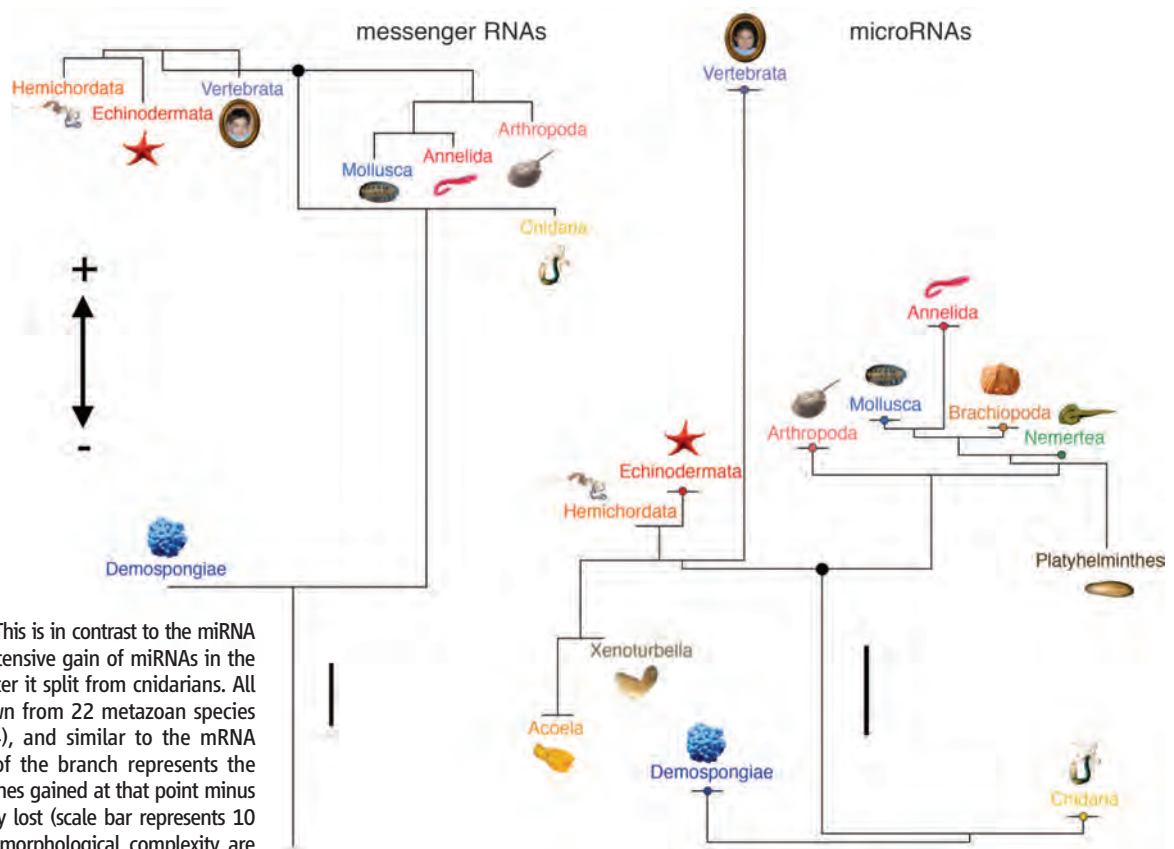 messenger RNAs
microRNAs
Hemichordata
Echinodermata
Vertebrata
Arthropoda
Mollusca
Annelida
Cnidaria
+
-
Demospongiae
Vertebrata
Annelida
Mollusca
Brachiopoda
Arthropoda
Nemertea
Echinodermata
Hemichordata
Platyhelminthes
Xenoturbella
Acoela
Demospongiae
Cnidaria
This is in contrast to the miRNA
tensive gain of miRNAs in the
ter it split from cnidarians. All
wn from 22 metazoan species
), and similar to the mRNA
of the branch represents the
nes gained at that point minus
y lost (scale bar represents 10
morphological complexity are